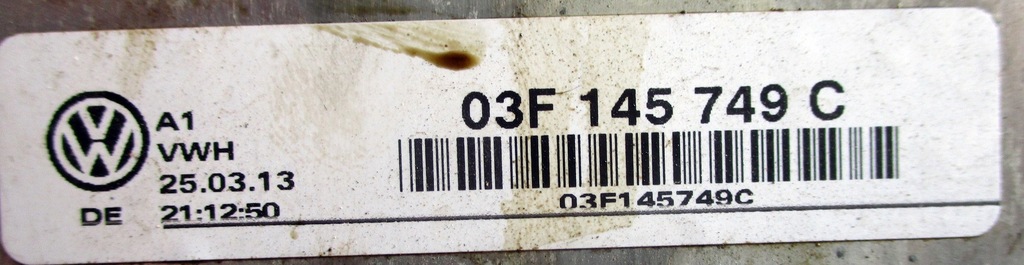 03F 145 749 C
A1
VWH
25.03.13
03F145749C
DE 21:12:50